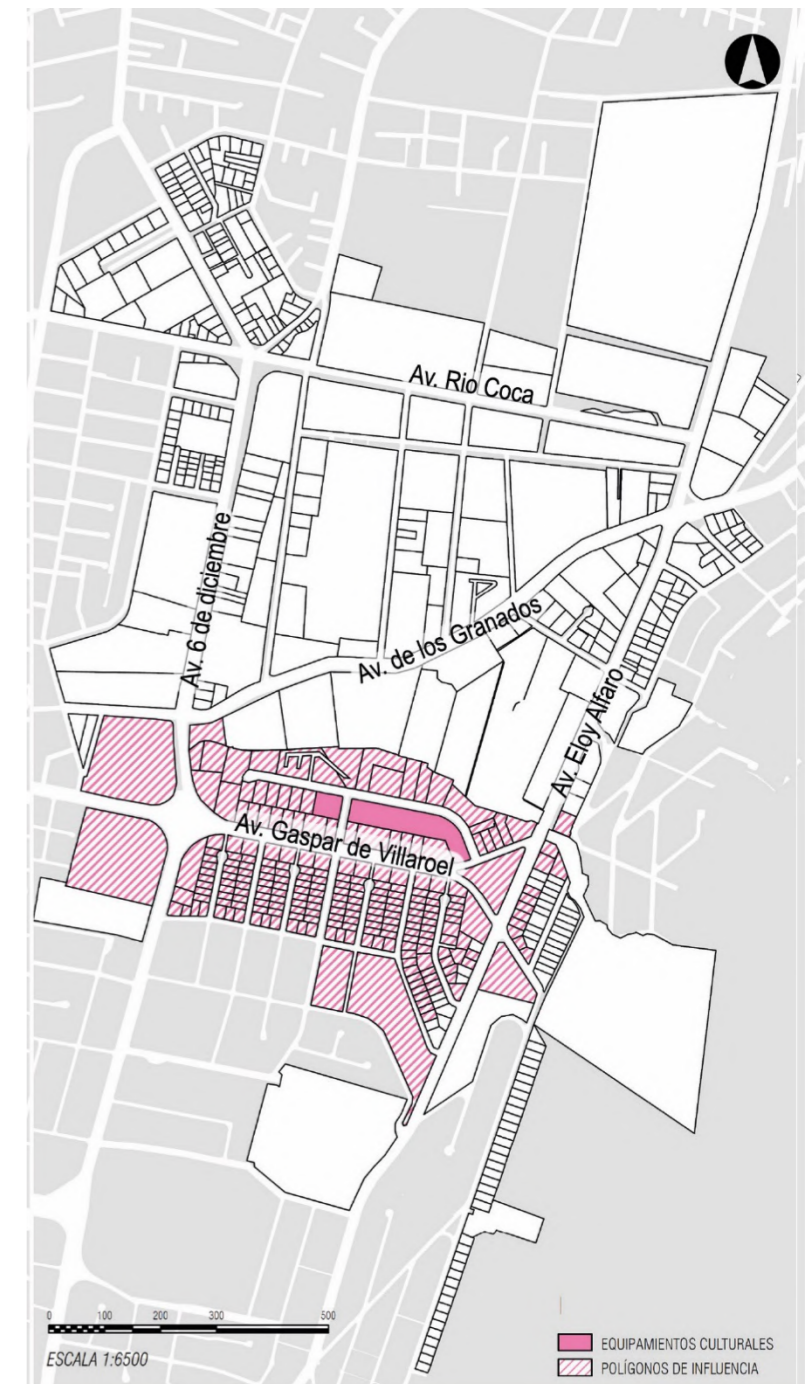 Av. Rio Coca
Av. 6 de diciembre
Av. de los Granados
Av. Eloy Alfaro
Av. Gaspar de Villaroel
0 100 200 300 500
ESCALA 1:6500
EQUIPAMIENTOS CULTURALES
POLÍGONOS DE INFLUENCIA